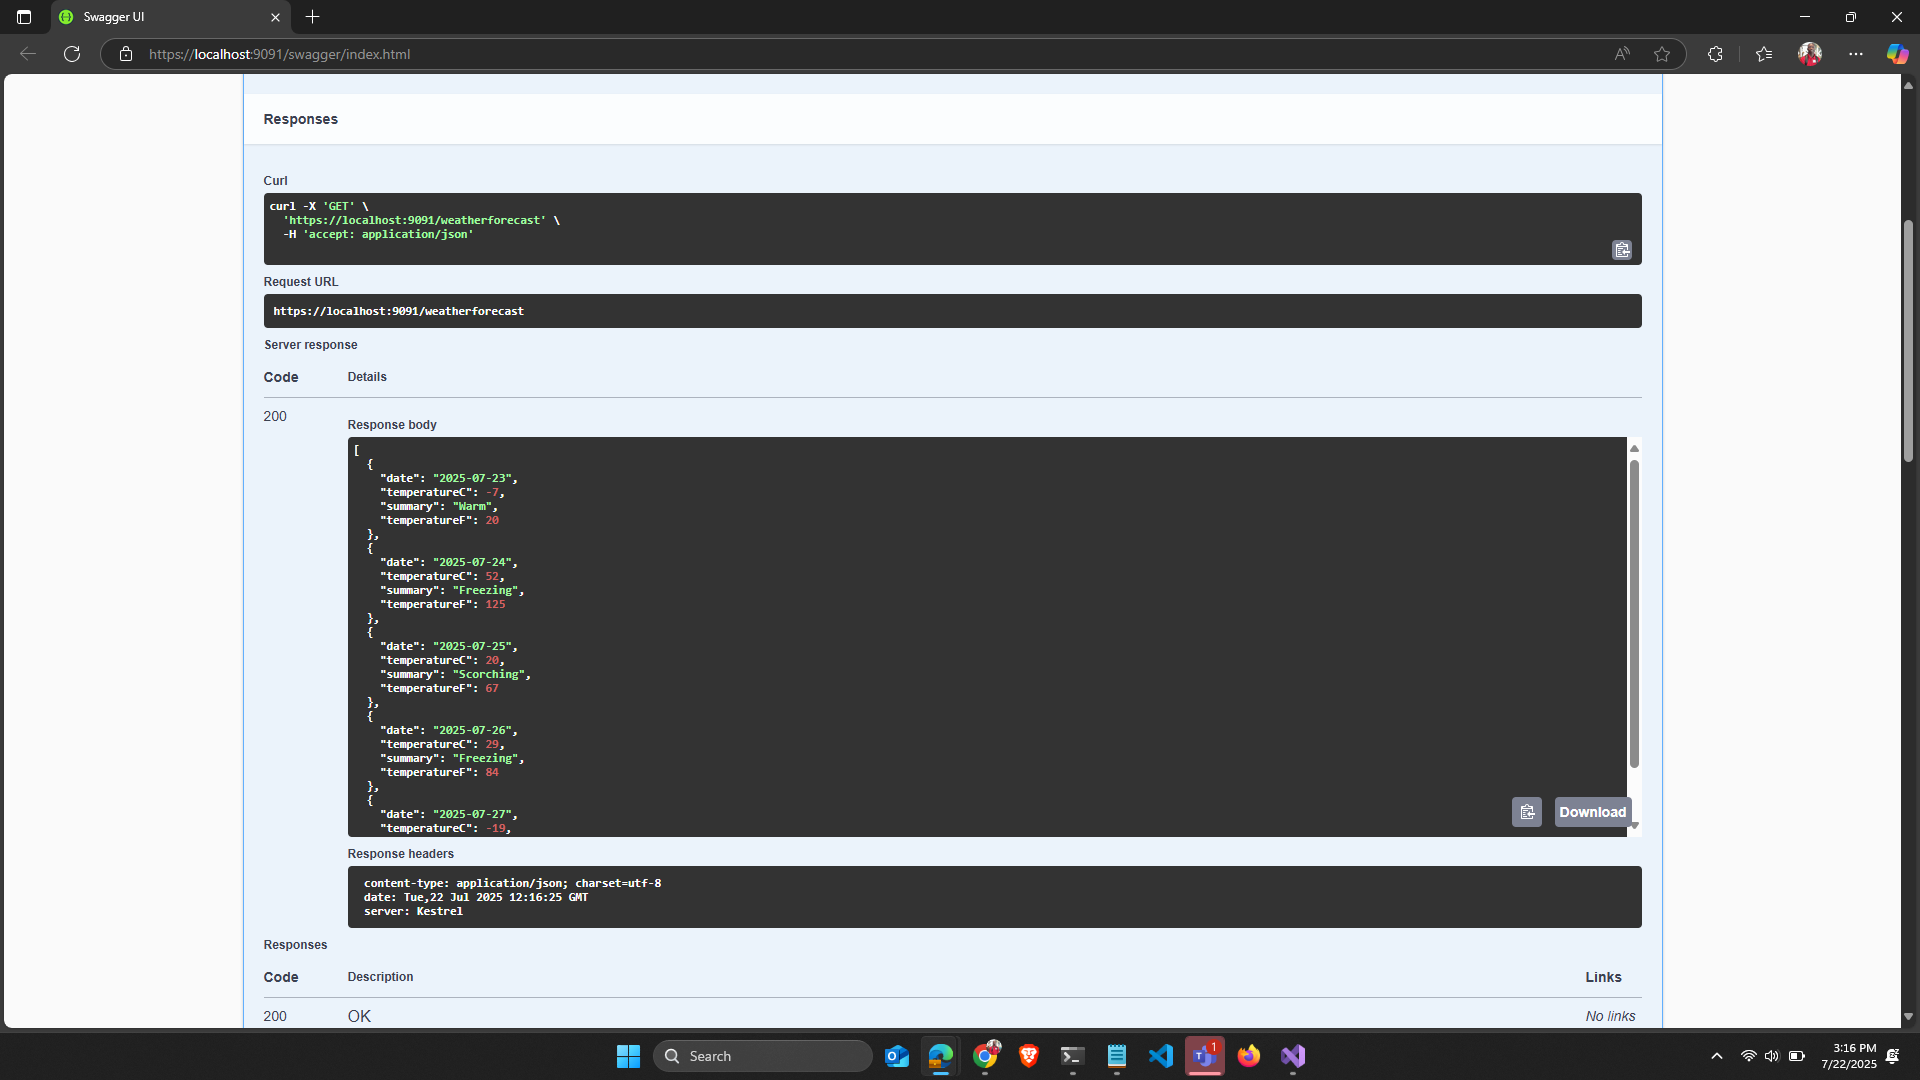 Swagger UI
https://localhost:9091/swagger/index.html
Responses
Curl
curl -X 'GET' \
'https://localhost:9091/weatherforecast' \
-H 'accept: application/json'
Request URL
https://localhost:9091/weatherforecast
Server response
Code Details
200
Response body
[
{
"date": "2025-07-23",
"temperatureC": -7,
"summary": "Warm",
"temperatureF": 20
},
{
"date": "2025-07-24",
"temperatureC": 52,
"summary": "Freezing",
"temperatureF": 125
},
{
"date": "2025-07-25",
"temperatureC": 20,
"summary": "Scorching",
"temperatureF": 67
},
{
"date": "2025-07-26",
"temperatureC": 29,
"summary": "Freezing",
"temperatureF": 84
},
{
"date": "2025-07-27",
"temperatureC": -19,
Download
Response headers
content-type: application/json; charset=utf-8
date: Tue,22 Jul 2025 12:16:25 GMT
server: Kestrel
Responses
Code Description Links
200 OK No links
Search
1
3:16 PM
7/22/2025